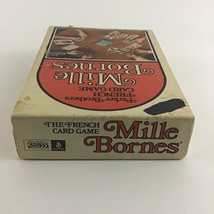 Parker Brothers
FRENCH
CARD GAME
Mille
Bornes
THE FRENCH
CARD GAME
Mille
Bornes